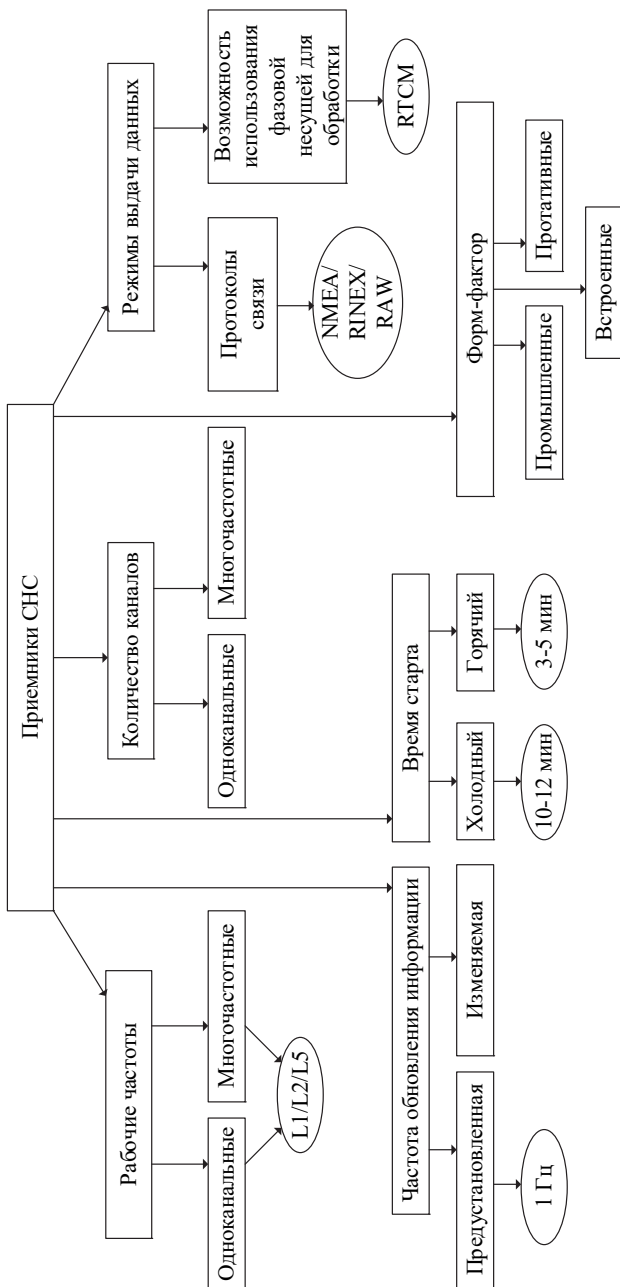 Приемники СНС
Рабочие частоты
Одноканальные
Многочастотные
L1/L2/L5
Количество каналов
Одноканальные
Многочастотные
Режимы выдачи данных
Протоколы
связи
NMEA/
RINEX/
RAW
Возможность
использования
фазовой
несущей для
обработки
RTCM
Частота обновления информации
Предустановленная
1 Гц
Изменяемая
Время старта
Холодный
10-12 мин
Горячий
3-5 мин
Форм-фактор
Промышленные
Встроенные
Протативные